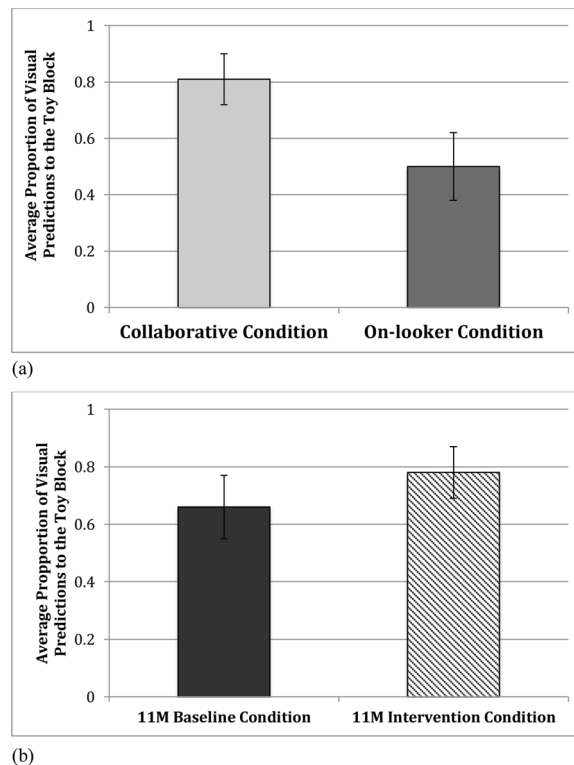 Average Proportion of Visual
Predictions to the Toy Block
1
0.8
0.6
0.4
0.2
0
Collaborative Condition
On-looker Condition
(a)
Average Propportion of Visual
Predictions to the Toy Block
1
0.8
0.6
0.4
0.2
0
11M Baseline Condition
11M Intervention Condition
(b)